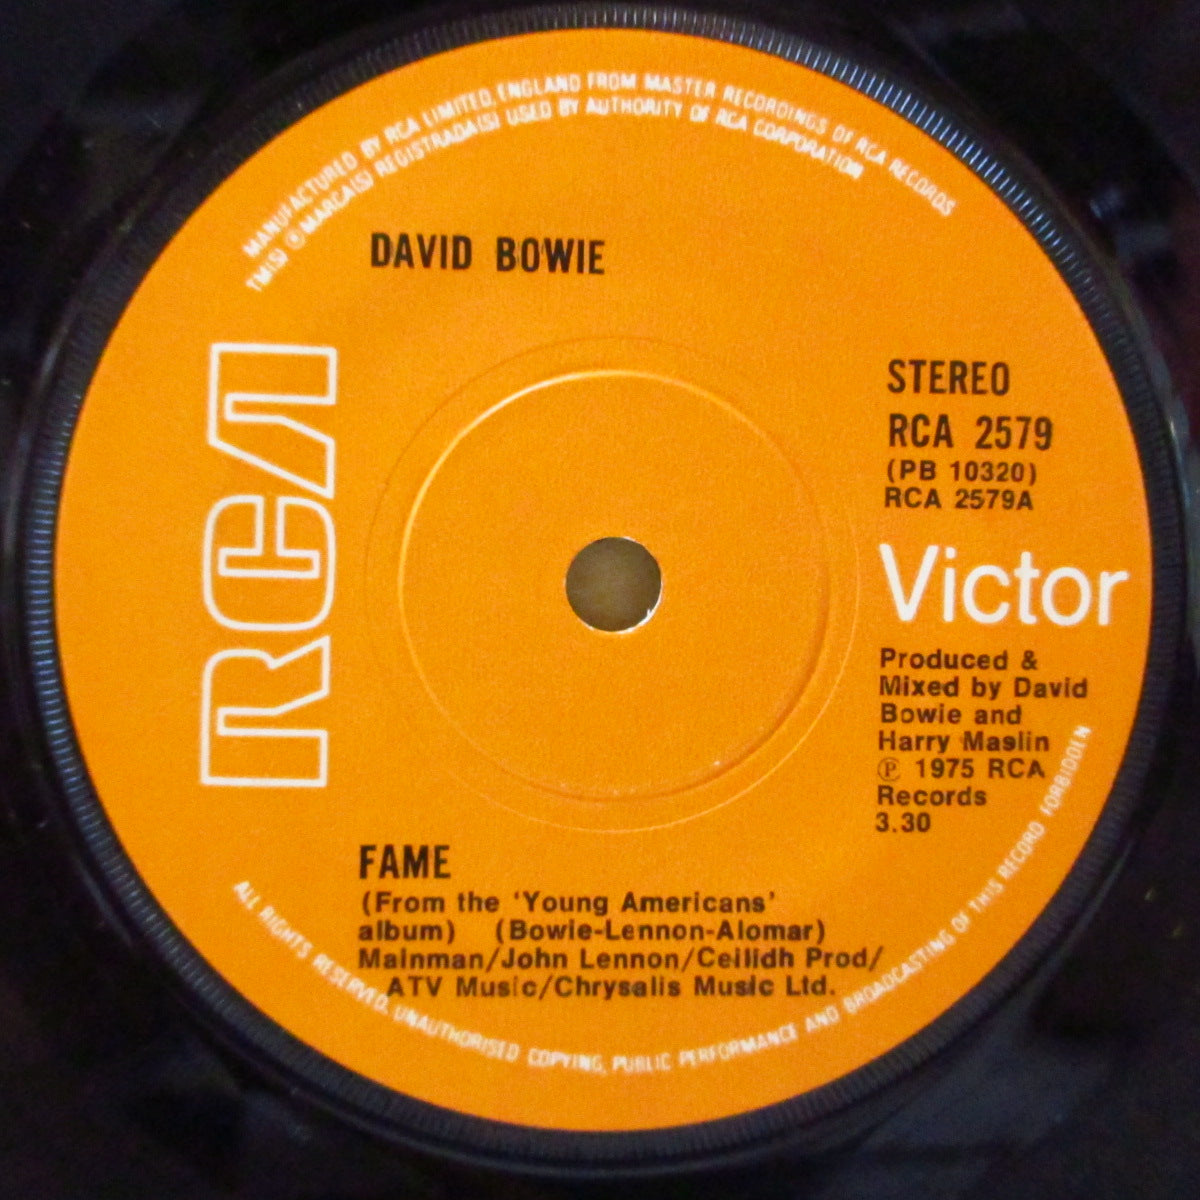 MANUFACTURED BY RCA LIMITED, ENGLAND FROM MASTER RECORDINGS OF RCA RECORDS
TM(S) ® MARCA(S) REGISTRADA(S) USED BY AUTHORITY OF RCA CORPORATION
DAVID BOWIE
RCA
STEREO
RCA 2579
(PB 10320)
RCA 2579A
Victor
Produced &
Mixed by David
Bowie and
Harry Maslin
℗ 1975 RCA
Records
3.30
FAME
(From the 'Young Americans'
album) (Bowie-Lennon-Alomar)
Mainman/John Lennon/Ceilidh Prod/
ATV Music/Chrysalis Music Ltd.
ALL RIGHTS RESERVED. UNAUTHORISED COPYING, PUBLIC PERFORMANCE AND BROADCASTING OF THIS RECORD FORBIDDEN